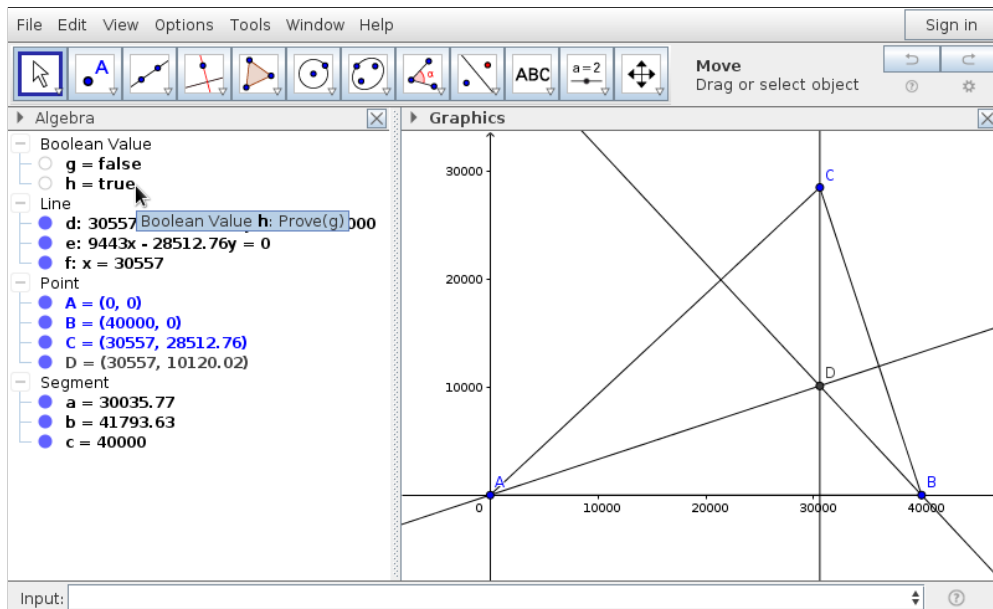 File Edit View Options Tools Window Help Sign in
A α ABC a=2 Move
Drag or select object
Algebra
Graphics
Boolean Value
g = false
h = true
Line
d: 30557 000
Boolean Value h: Prove(g)
e: 9443x - 28512.76y = 0
f: x = 30557
Point
A = (0, 0)
B = (40000, 0)
C = (30557, 28512.76)
D = (30557, 10120.02)
Segment
a = 30035.77
b = 41793.63
c = 40000
30000
C
20000
D
10000
A
B
0 10000 20000 30000 40000
Input: